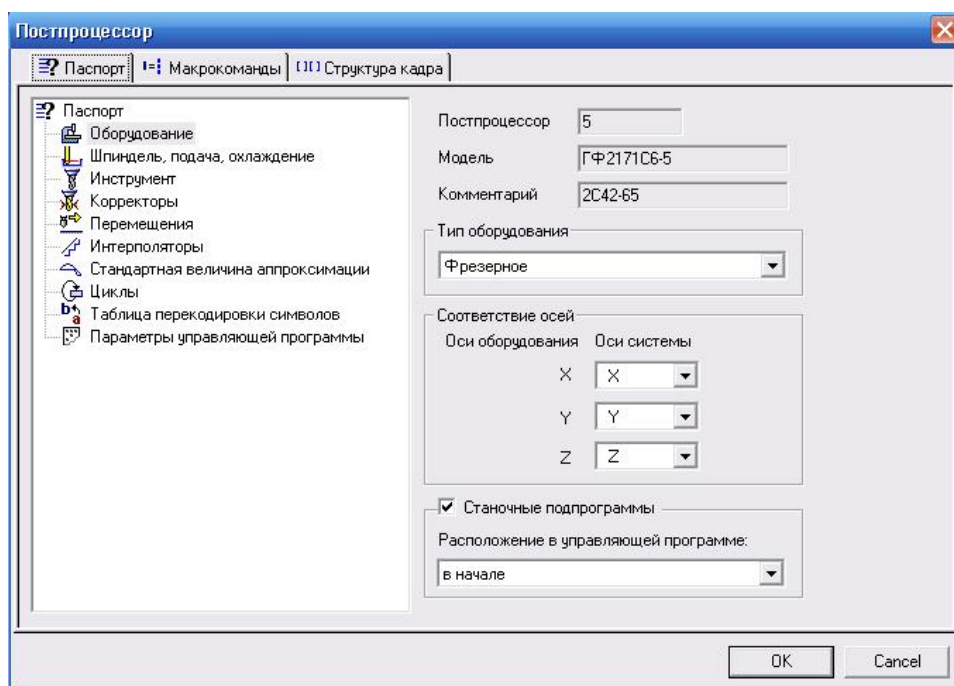 Постпроцессор
Паспорт
Макрокоманды
Структура кадра
Паспорт
Оборудование
Шпиндель, подача, охлаждение
Инструмент
Корректоры
Перемещения
Интерполяторы
Стандартная величина аппроксимации
Циклы
Таблица перекодировки символов
Параметры управляющей программы
Постпроцессор 5
Модель ГФ2171С6-5
Комментарий 2С42-65
Тип оборудования
Фрезерное
Соответствие осей
Оси оборудования Оси системы
X X
Y Y
Z Z
Станочные подпрограммы
Расположение в управляющей программе:
в начале
OK Cancel